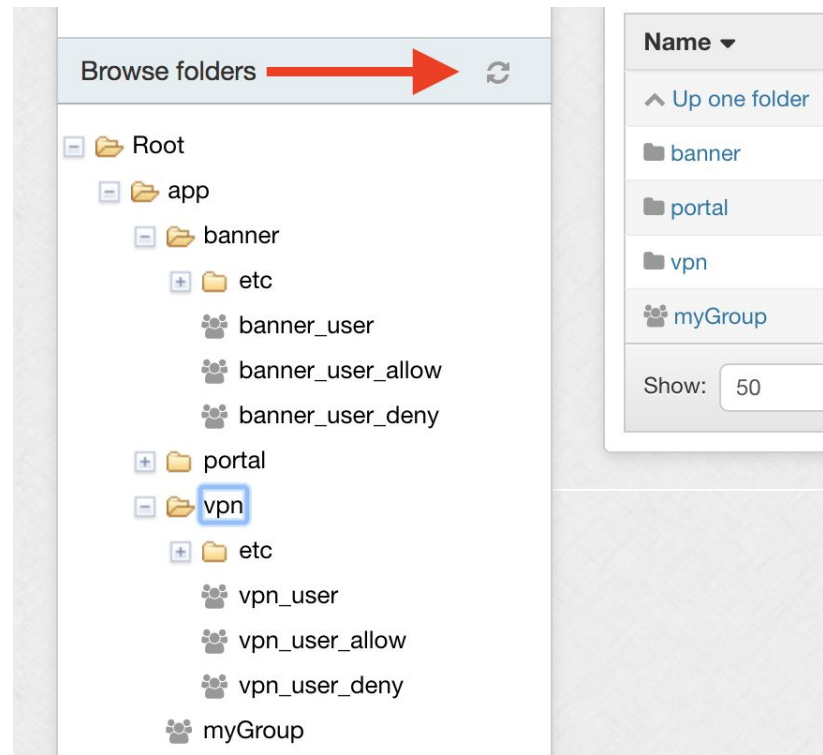 Browse folders
Root
app
banner
etc
banner_user
banner_user_allow
banner_user_deny
portal
vpn
etc
vpn_user
vpn_user_allow
vpn_user_deny
myGroup
Name
Up one folder
banner
portal
vpn
myGroup
Show: 50